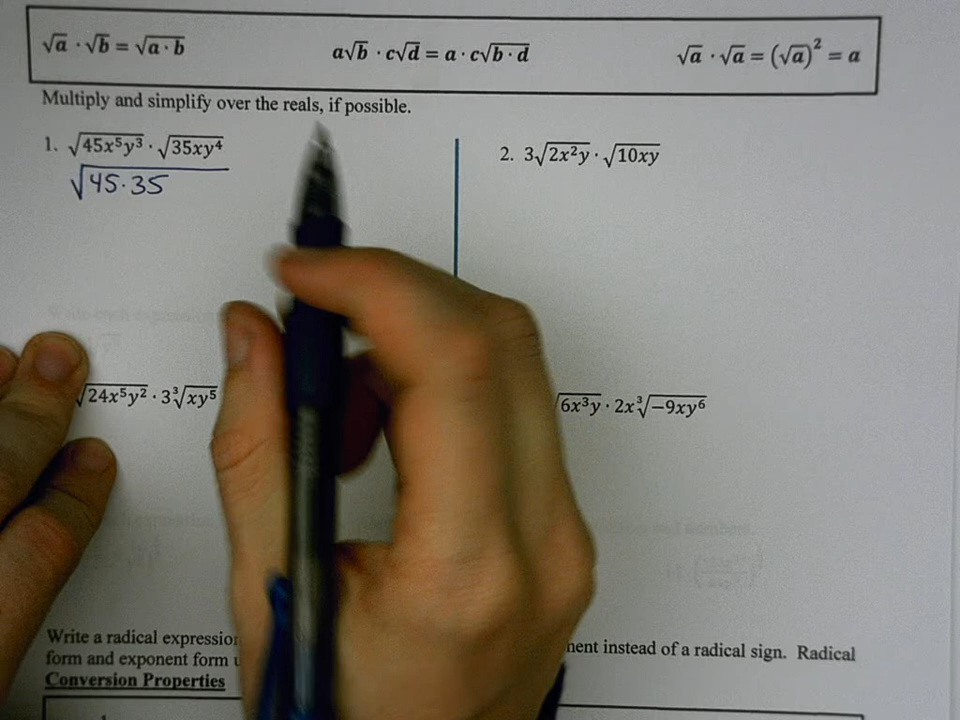 √a · √b = √(a · b)  a√b · c√d = a · c√(b · d)  √a · √a = (√a)² = a
Multiply and simplify over the reals, if possible.
1. √(45x⁵y³) · √(35xy⁴)  2. 3√(2x²y) · √(10xy)
√(45·35
√(24x⁵y²) · 3∛(xy⁵)  √(6x³y) · 2x∛(−9xy⁶)
Write a radical expression nent instead of a radical sign. Radical
form and exponent form
Conversion Properties